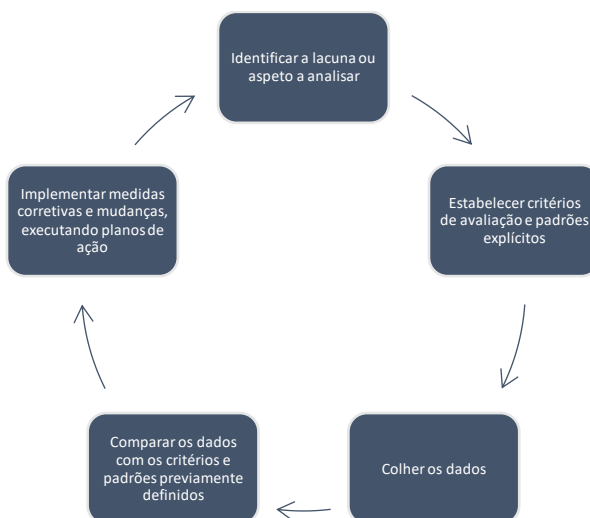 Identificar a lacuna ou
aspeto a analisar
Estabelecer critérios
de avaliação e padrões
explícitos
Colher os dados
Comparar os dados
com os critérios e
padrões previamente
definidos
Implementar medidas
corretivas e mudanças,
executando planos de
ação